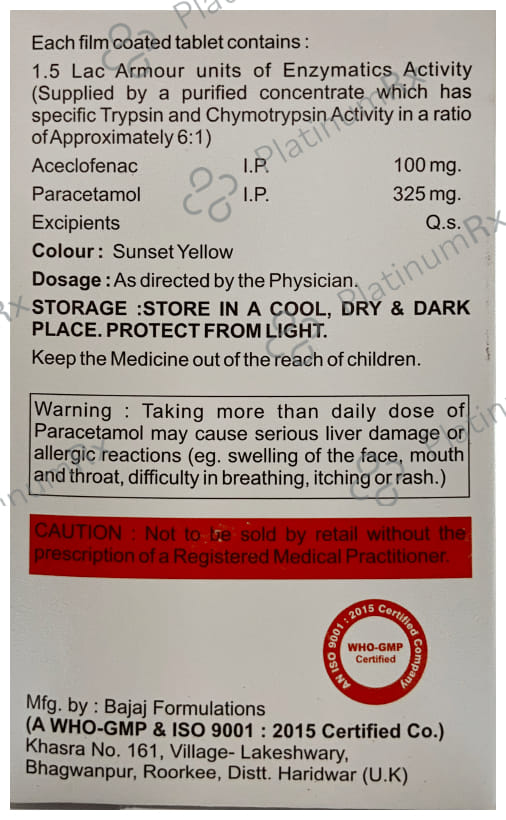 Each film coated tablet contains :
1.5 Lac Armour units of Enzymatics Activity
(Supplied by a purified concentrate which has
specific Trypsin and Chymotrypsin Activity in a ratio
of Approximately 6:1)
Aceclofenac I.P. 100 mg.
Paracetamol I.P. 325 mg.
Excipients Q.s.
Colour : Sunset Yellow
Dosage : As directed by the Physician.
STORAGE :STORE IN A COOL, DRY & DARK
PLACE. PROTECT FROM LIGHT.
Keep the Medicine out of the reach of children.
Warning : Taking more than daily dose of
Paracetamol may cause serious liver damage or
allergic reactions (eg. swelling of the face, mouth
and throat, difficulty in breathing, itching or rash.)
CAUTION : Not to be sold by retail without the
prescription of a Registered Medical Practitioner.
AN ISO 9001 : 2015 Certified Company
WHO-GMP
Certified
Mfg. by : Bajaj Formulations
(A WHO-GMP & ISO 9001 : 2015 Certified Co.)
Khasra No. 161, Village- Lakeshwary,
Bhagwanpur, Roorkee, Distt. Haridwar (U.K)
PlatinumRx
PlatinumRx
PlatinumRx